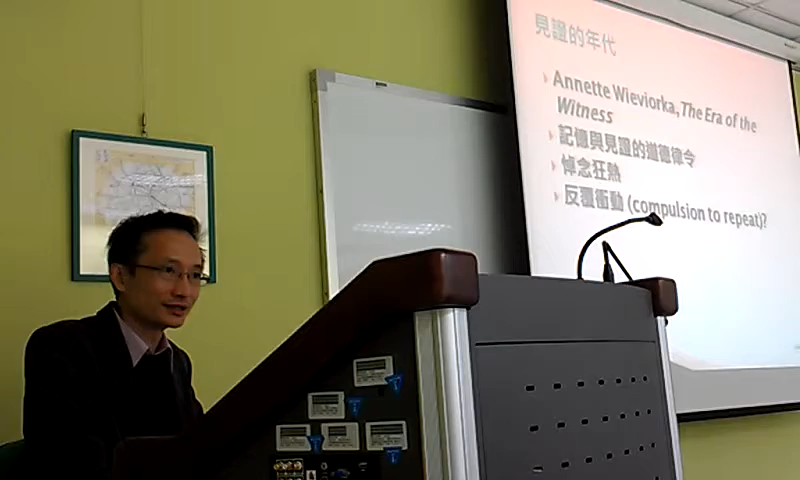 見證的年代
Annette Wieviorka, The Era of the
Witness
記憶與見證的道德律令
悼念狂熱
反覆衝動 (compulsion to repeat)?